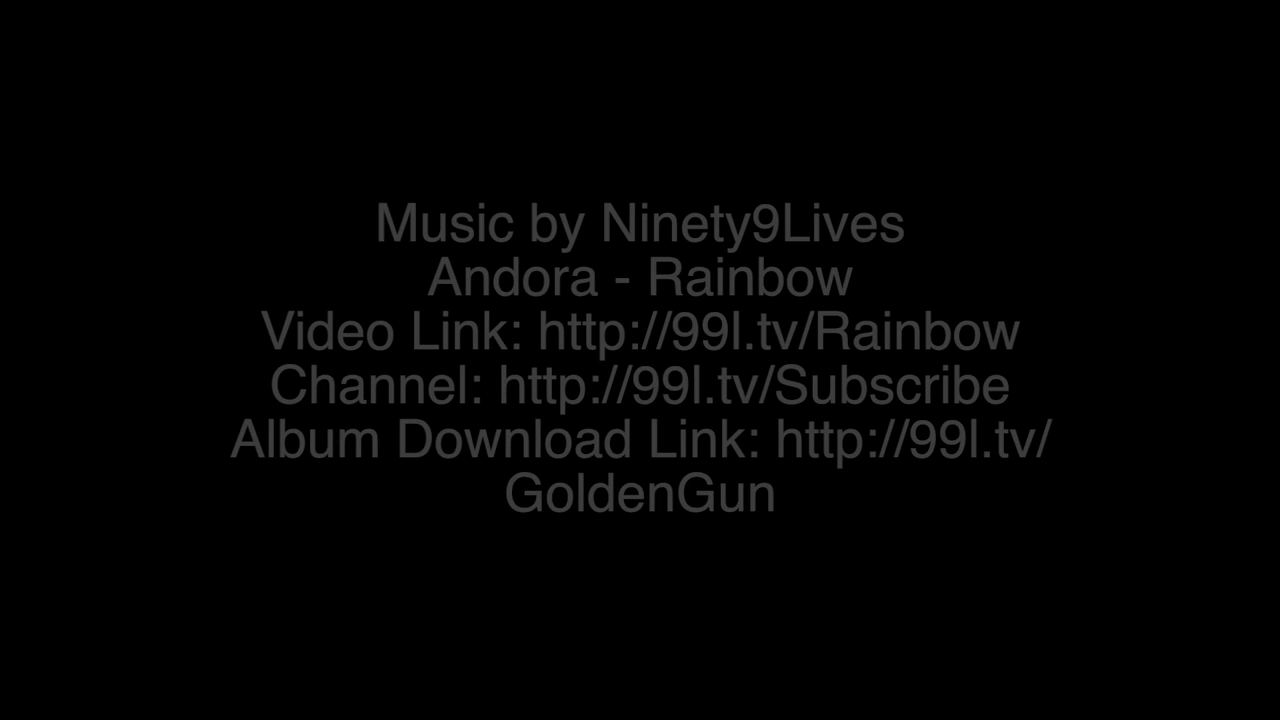 Music by Ninety9Lives
Andora - Rainbow
Video Link: http://99l.tv/Rainbow
Channel: http://99l.tv/Subscribe
Album Download Link: http://99l.tv/
GoldenGun